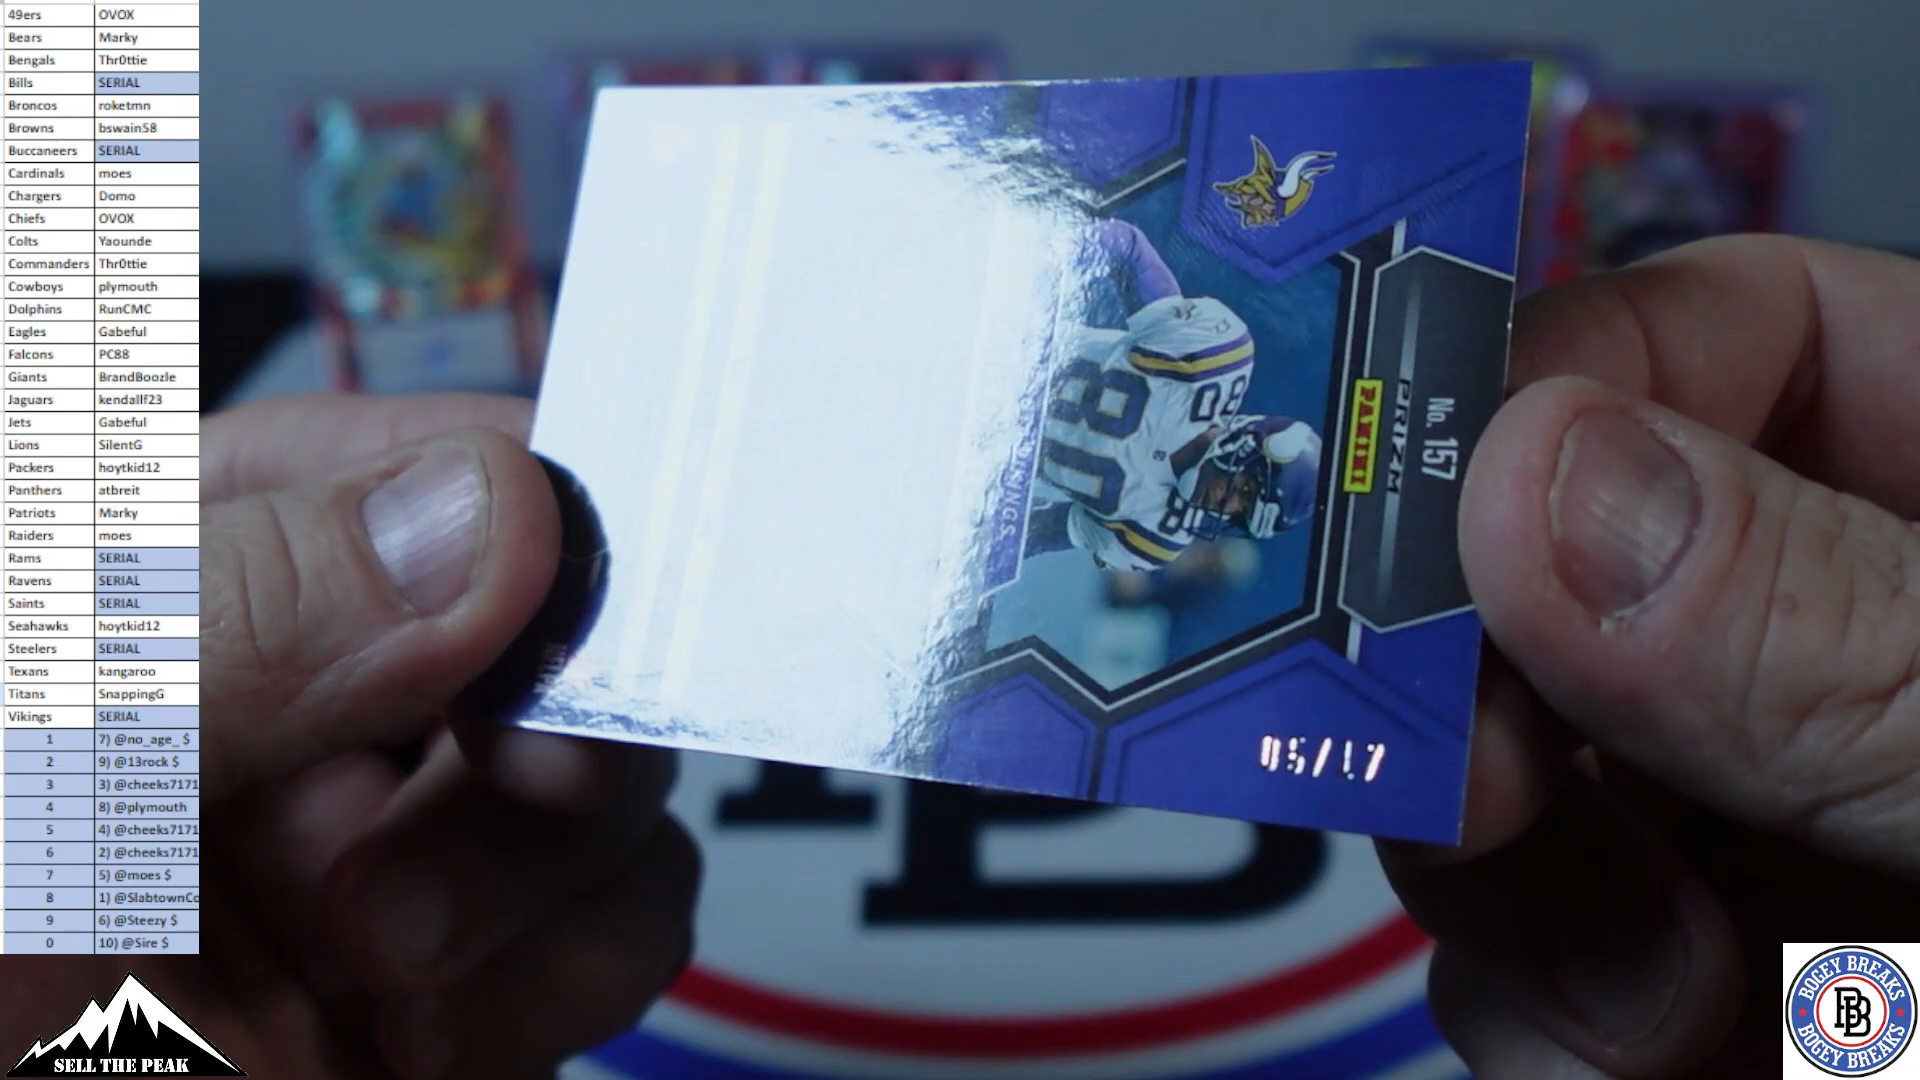 49ers OVOX
Bears Marky
Bengals Thr0ttie
Bills SERIAL
Broncos roketmn
Browns bswain58
Buccaneers SERIAL
Cardinals moes
Chargers Domo
Chiefs OVOX
Colts Yaounde
Commanders Thr0ttie
Cowboys plymouth
Dolphins RunCMC
Eagles Gabeful
Falcons PC88
Giants BrandBoozle
Jaguars kendallf23
Jets Gabeful
Lions SilentG
Packers hoytkid12
Panthers atbreit
Patriots Marky
Raiders moes
Rams SERIAL
Ravens SERIAL
Saints SERIAL
Seahawks hoytkid12
Steelers SERIAL
Texans kangaroo
Titans SnappingG
Vikings SERIAL
1 7) @no_age_ $
2 9) @13rock $
3 3) @cheeks7171
4 8) @plymouth
5 4) @cheeks7171
6 2) @cheeks7171
7 5) @moes $
8 1) @SlabtownCo
9 6) @Steezy $
0 10) @Sire $
SELL THE PEAK
No. 157
PRIZM
PANINI
80
80
05/17
BOGEY BREAKS
BB
BOGEY BREAKS